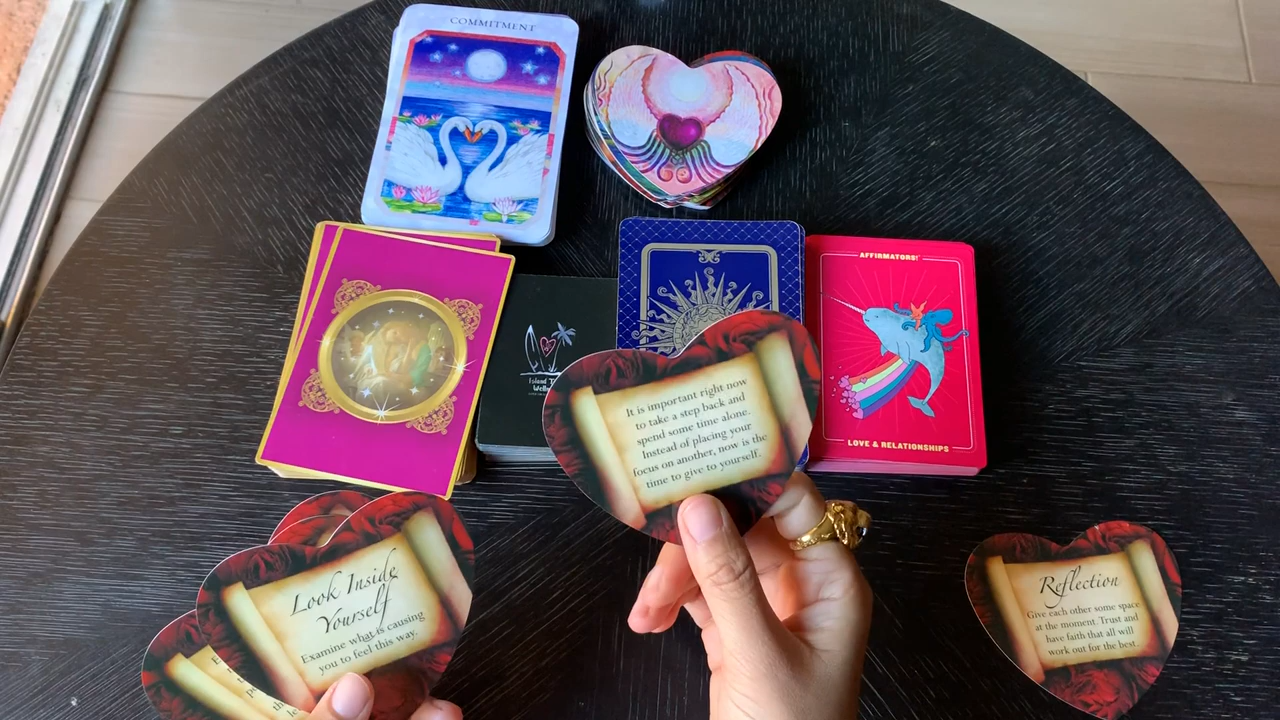 COMMITMENT
AFFIRMATORS!
Island
LOVE & RELATIONSHIPS
It is important right now
to take a step back and
spend some time alone.
Instead of placing your
focus on another, now is the
time to give to yourself.
Look Inside
Yourself
Examine what is causing
you to feel this way.
Reflection
Give each other some space
at the moment. Trust and
have faith that all will
work out for the best.